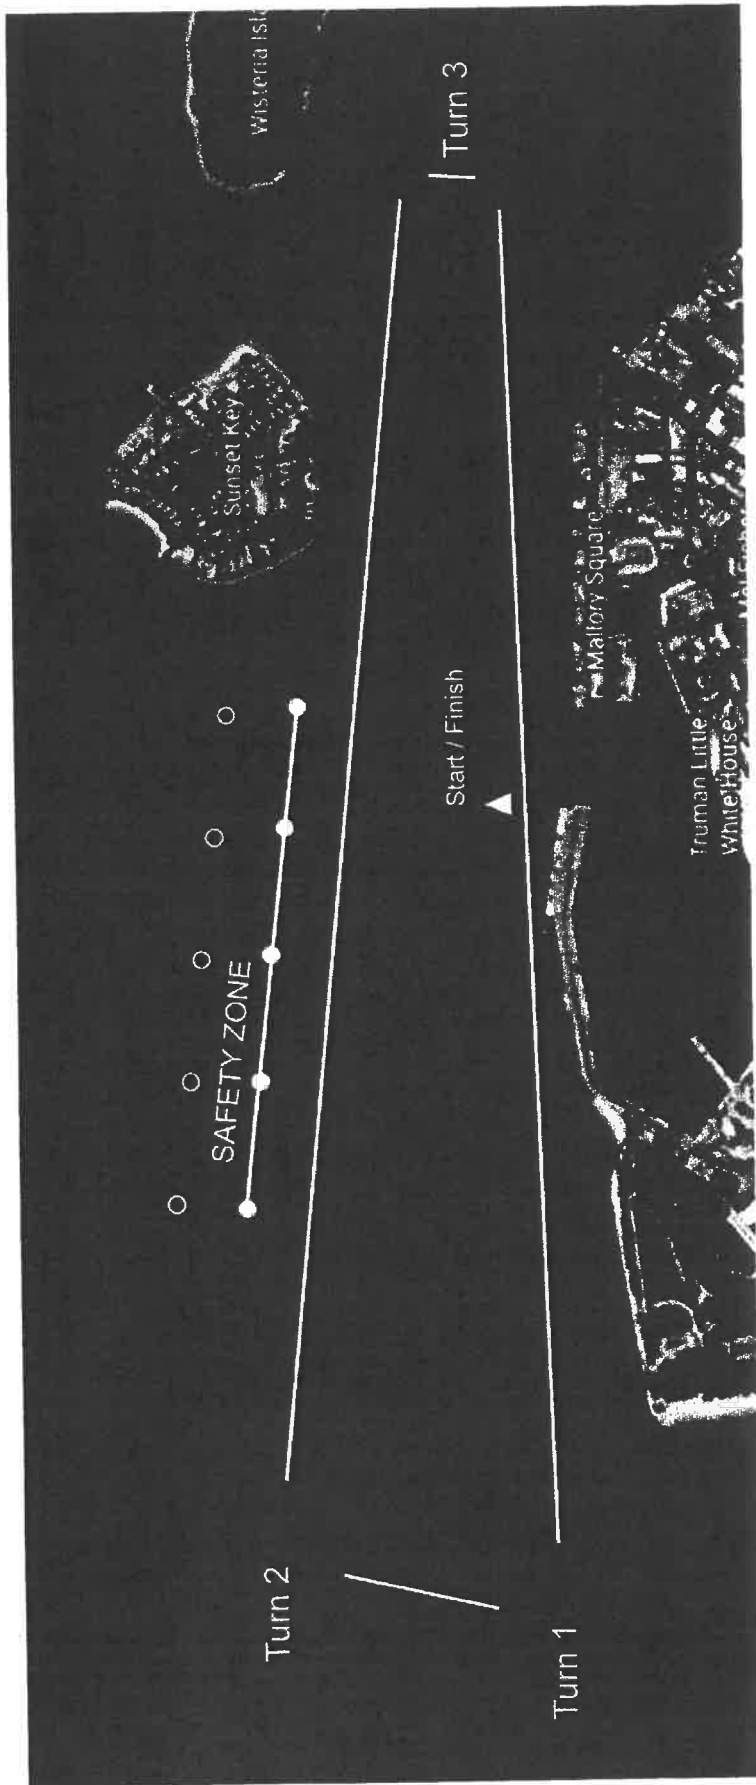 Wisteria Isl
Turn 3
Sunset Key
Mallory Square
Start / Finish
Truman Little
White House
SAFETY ZONE
Turn 2
Turn 1